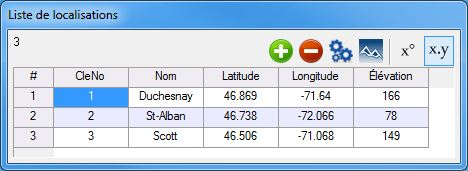 Liste de localisations
3
x° x.y
# CleNo Nom Latitude Longitude Élévation
1 1 Duchesnay 46.869 -71.64 166
2 2 St-Alban 46.738 -72.066 78
3 3 Scott 46.506 -71.068 149